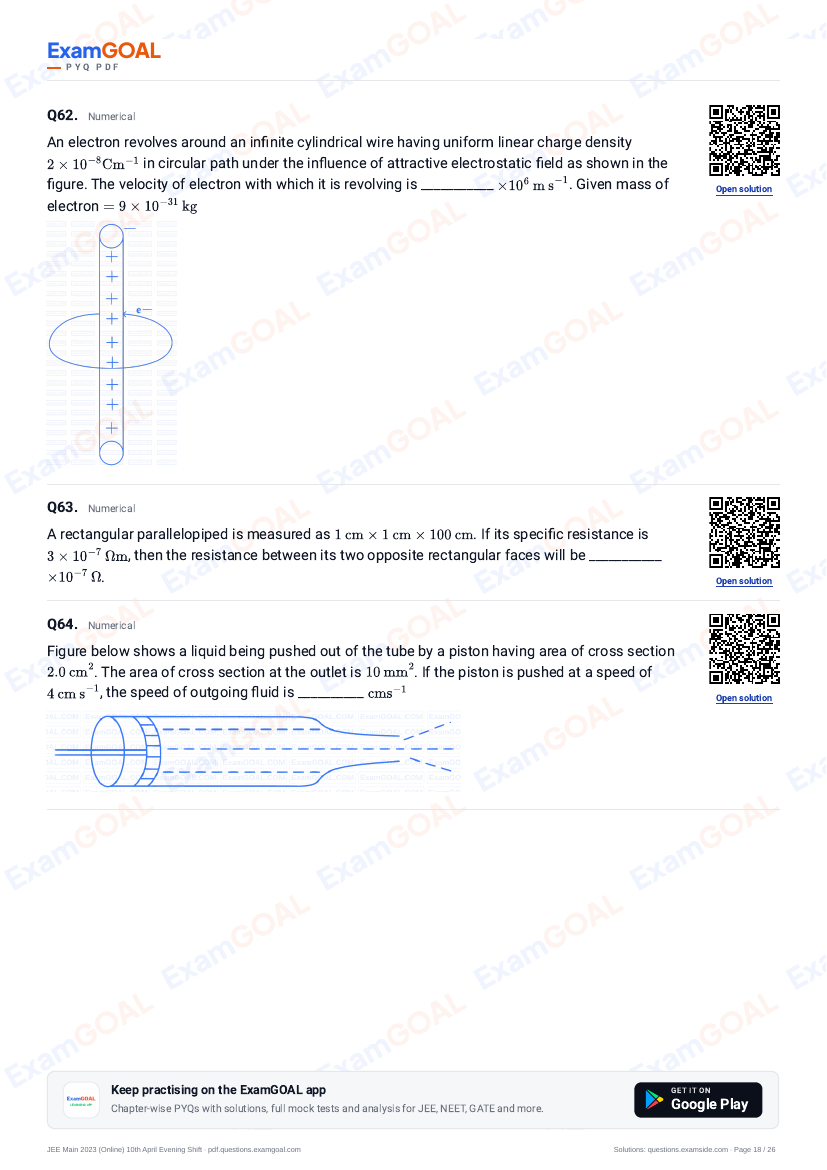 ExamGOAL
PYQ PDF
Q62. Numerical
An electron revolves around an infinite cylindrical wire having uniform linear charge density
2 × 10⁻⁸Cm⁻¹ in circular path under the influence of attractive electrostatic field as shown in the
figure. The velocity of electron with which it is revolving is __________ ×10⁶ m s⁻¹. Given mass of
electron = 9 × 10⁻³¹ kg
Open solution
e—
Q63. Numerical
A rectangular parallelopiped is measured as 1 cm × 1 cm × 100 cm. If its specific resistance is
3 × 10⁻⁷ Ωm, then the resistance between its two opposite rectangular faces will be __________
×10⁻⁷ Ω.
Open solution
Q64. Numerical
Figure below shows a liquid being pushed out of the tube by a piston having area of cross section
2.0 cm². The area of cross section at the outlet is 10 mm². If the piston is pushed at a speed of
4 cm s⁻¹, the speed of outgoing fluid is _________ cms⁻¹
Open solution
Keep practising on the ExamGOAL app
Chapter-wise PYQs with solutions, full mock tests and analysis for JEE, NEET, GATE and more.
GET IT ON
Google Play
JEE Main 2023 (Online) 10th April Evening Shift · pdf.questions.examgoal.com
Solutions: questions.examside.com · Page 18 / 26